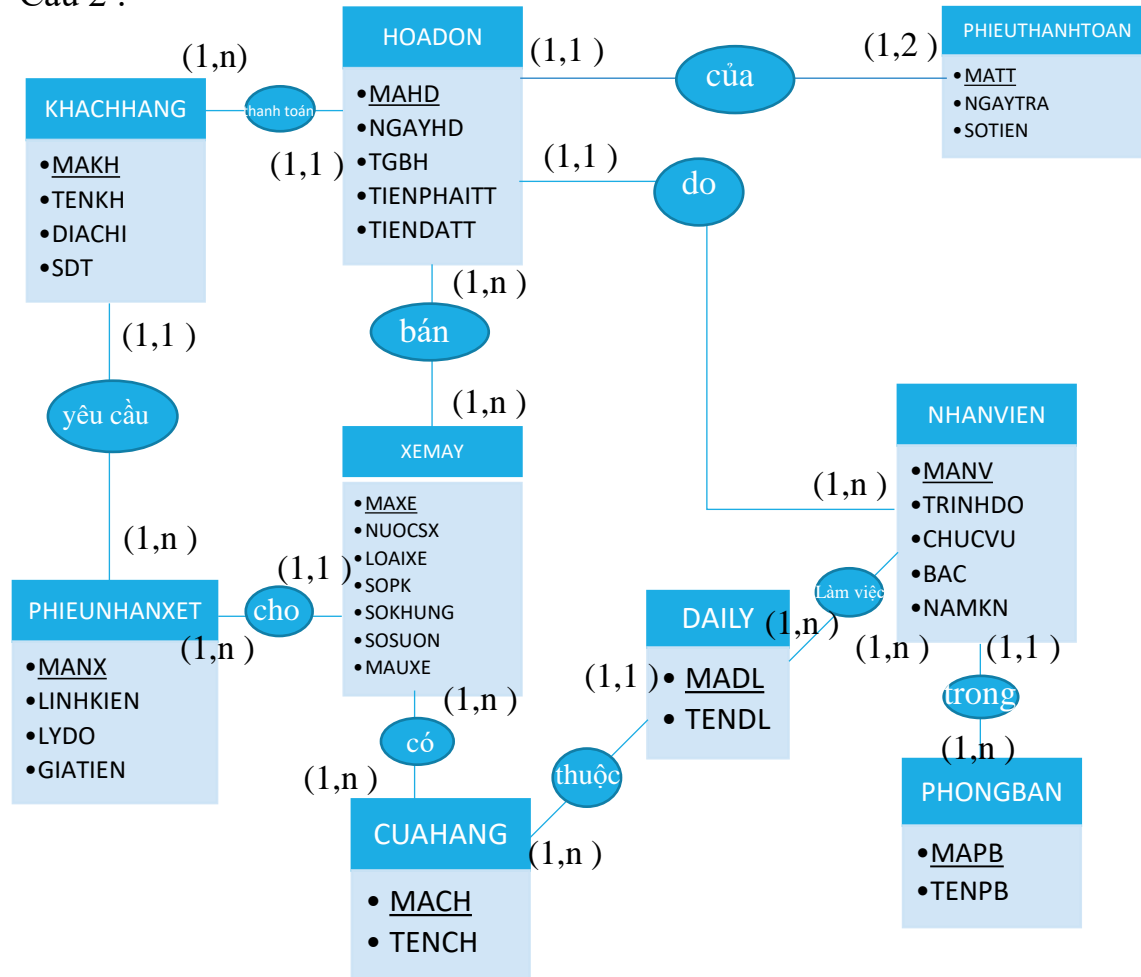 Câu 2 :
HOADON
MAHD
NGAYHD
TGBH
TIENPHAITT
TIENDATT
(1,1 )
của
(1,2 )
PHIEUTHANHTOAN
MATT
NGAYTRA
SOTIEN
(1,n)
thanh toán
(1,1 )
KHACHHANG
MAKH
TENKH
DIACHI
SDT
(1,1 )
do
(1,n )
(1,n )
bán
(1,n )
(1,1 )
yêu cầu
(1,n )
XEMAY
MAXE
NUOCSX
LOAIXE
SOPK
SOKHUNG
SOSUON
MAUXE
NHANVIEN
MANV
TRINHDO
CHUCVU
BAC
NAMKN
PHIEUNHANXET
MANX
LINHKIEN
LYDO
GIATIEN
(1,1 )
cho
(1,n )
DAILY
MADL
TENDL
Làm việc
(1,n )
(1,n )
(1,1 )
trong
(1,n )
(1,n )
có
(1,n )
(1,1 )
thuộc
(1,n )
CUAHANG
MACH
TENCH
PHONGBAN
MAPB
TENPB